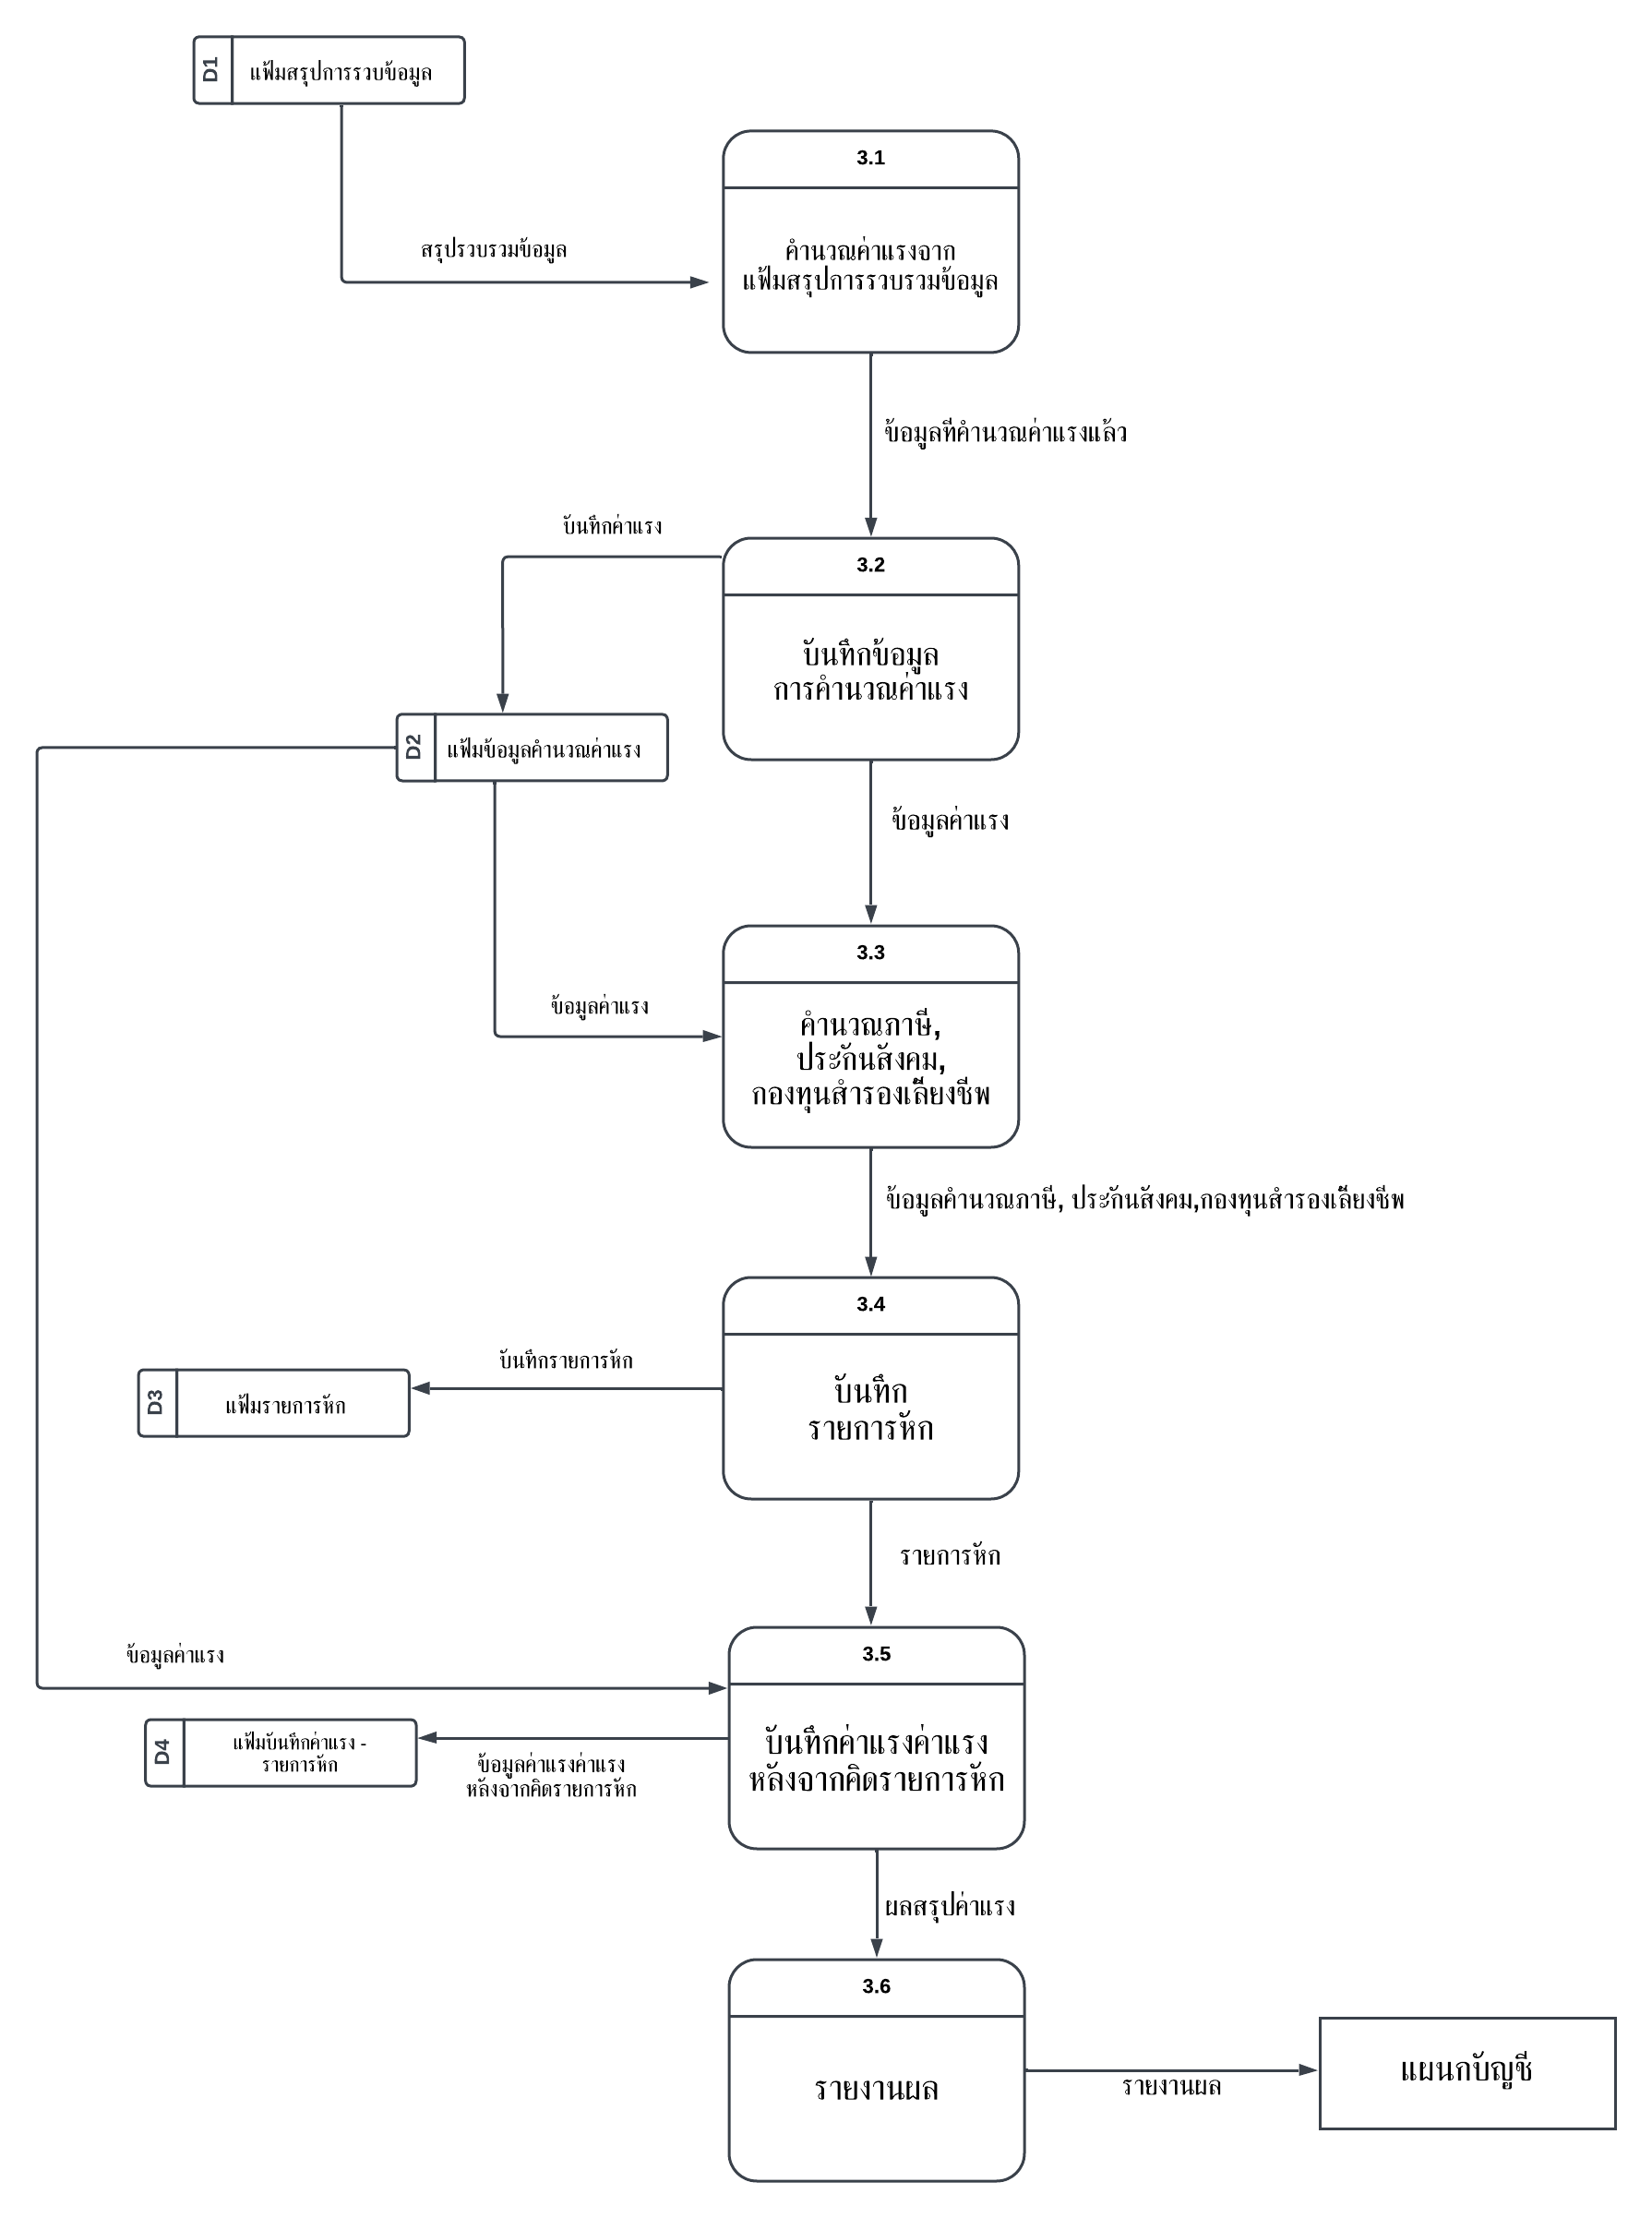 D1
แฟ้มสรุปการรวบข้อมูล
3.1
สรุปรวบรวมข้อมูล
คำนวณค่าแรงจาก
แฟ้มสรุปการรวบรวมข้อมูล
ข้อมูลที่คำนวณค่าแรงแล้ว
บันทึกค่าแรง
3.2
บันทึกข้อมูล
การคำนวณค่าแรง
D2
แฟ้มข้อมูลคำนวณค่าแรง
ข้อมูลค่าแรง
3.3
ข้อมูลค่าแรง
คำนวณภาษี,
ประกันสังคม,
กองทุนสำรองเลี้ยงชีพ
ข้อมูลคำนวณภาษี, ประกันสังคม,กองทุนสำรองเลี้ยงชีพ
3.4
บันทึกรายการหัก
D3
แฟ้มรายการหัก
บันทึก
รายการหัก
รายการหัก
ข้อมูลค่าแรง
3.5
D4
แฟ้มบันทึกค่าแรง -
รายการหัก
ข้อมูลค่าแรงค่าแรง
หลังจากคิดรายการหัก
บันทึกค่าแรงค่าแรง
หลังจากคิดรายการหัก
ผลสรุปค่าแรง
3.6
รายงานผล
รายงานผล
แผนกบัญชี